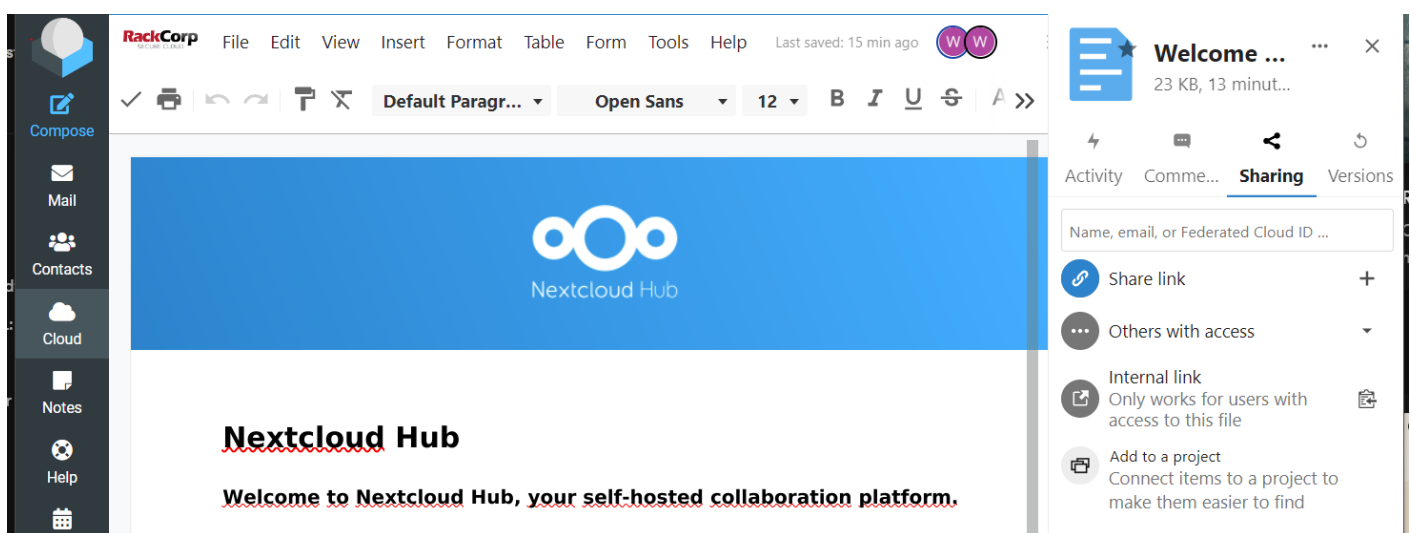 Compose
Mail
Contacts
Cloud
Notes
Help
RackCorp
SECURE CLOUD
File Edit View Insert Format Table Form Tools Help Last saved: 15 min ago W W
Default Paragr... Open Sans 12 B I U S A
Nextcloud Hub
Nextcloud Hub
Welcome to Nextcloud Hub, your self-hosted collaboration platform.
Welcome ...
23 KB, 13 minut...
Activity Comme... Sharing Versions
Name, email, or Federated Cloud ID ...
Share link
Others with access
Internal link
Only works for users with
access to this file
Add to a project
Connect items to a project to
make them easier to find